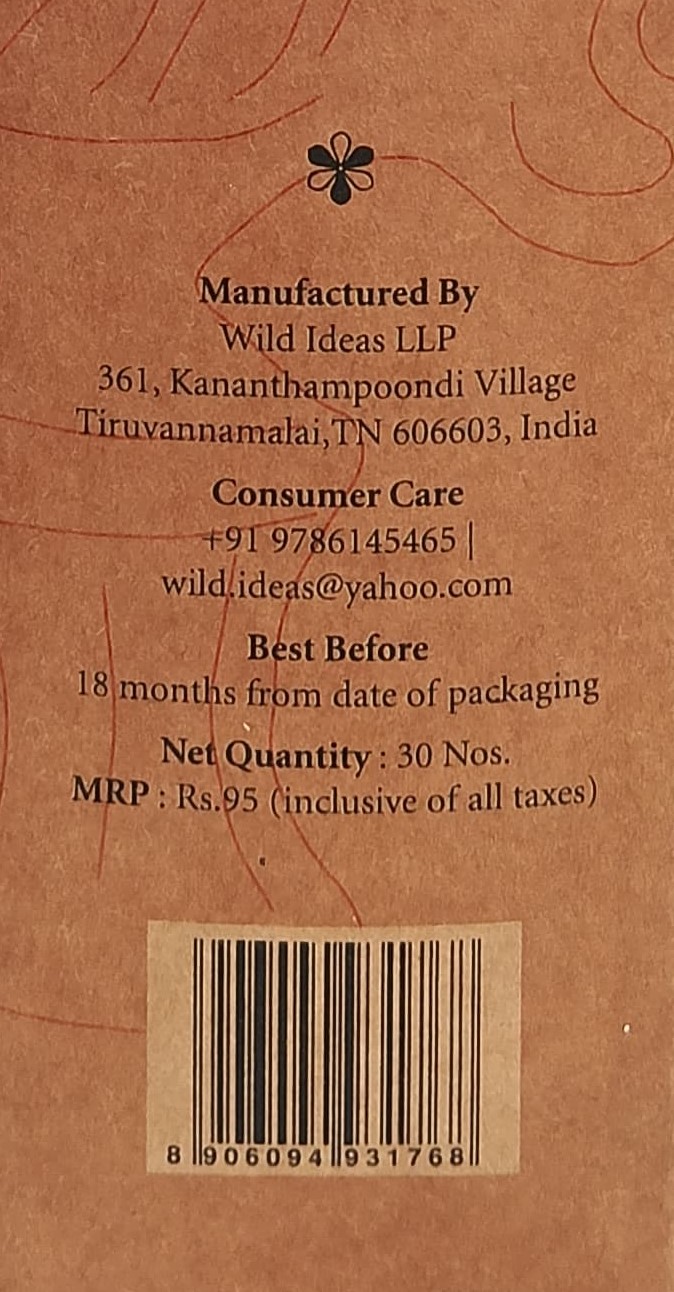 Manufactured By
Wild Ideas LLP
361, Kananthampoondi Village
Tiruvannamalai,TN 606603, India
Consumer Care
+91 9786145465 |
wild.ideas@yahoo.com
Best Before
18 months from date of packaging
Net Quantity : 30 Nos.
MRP : Rs.95 (inclusive of all taxes)
8 906094 931768